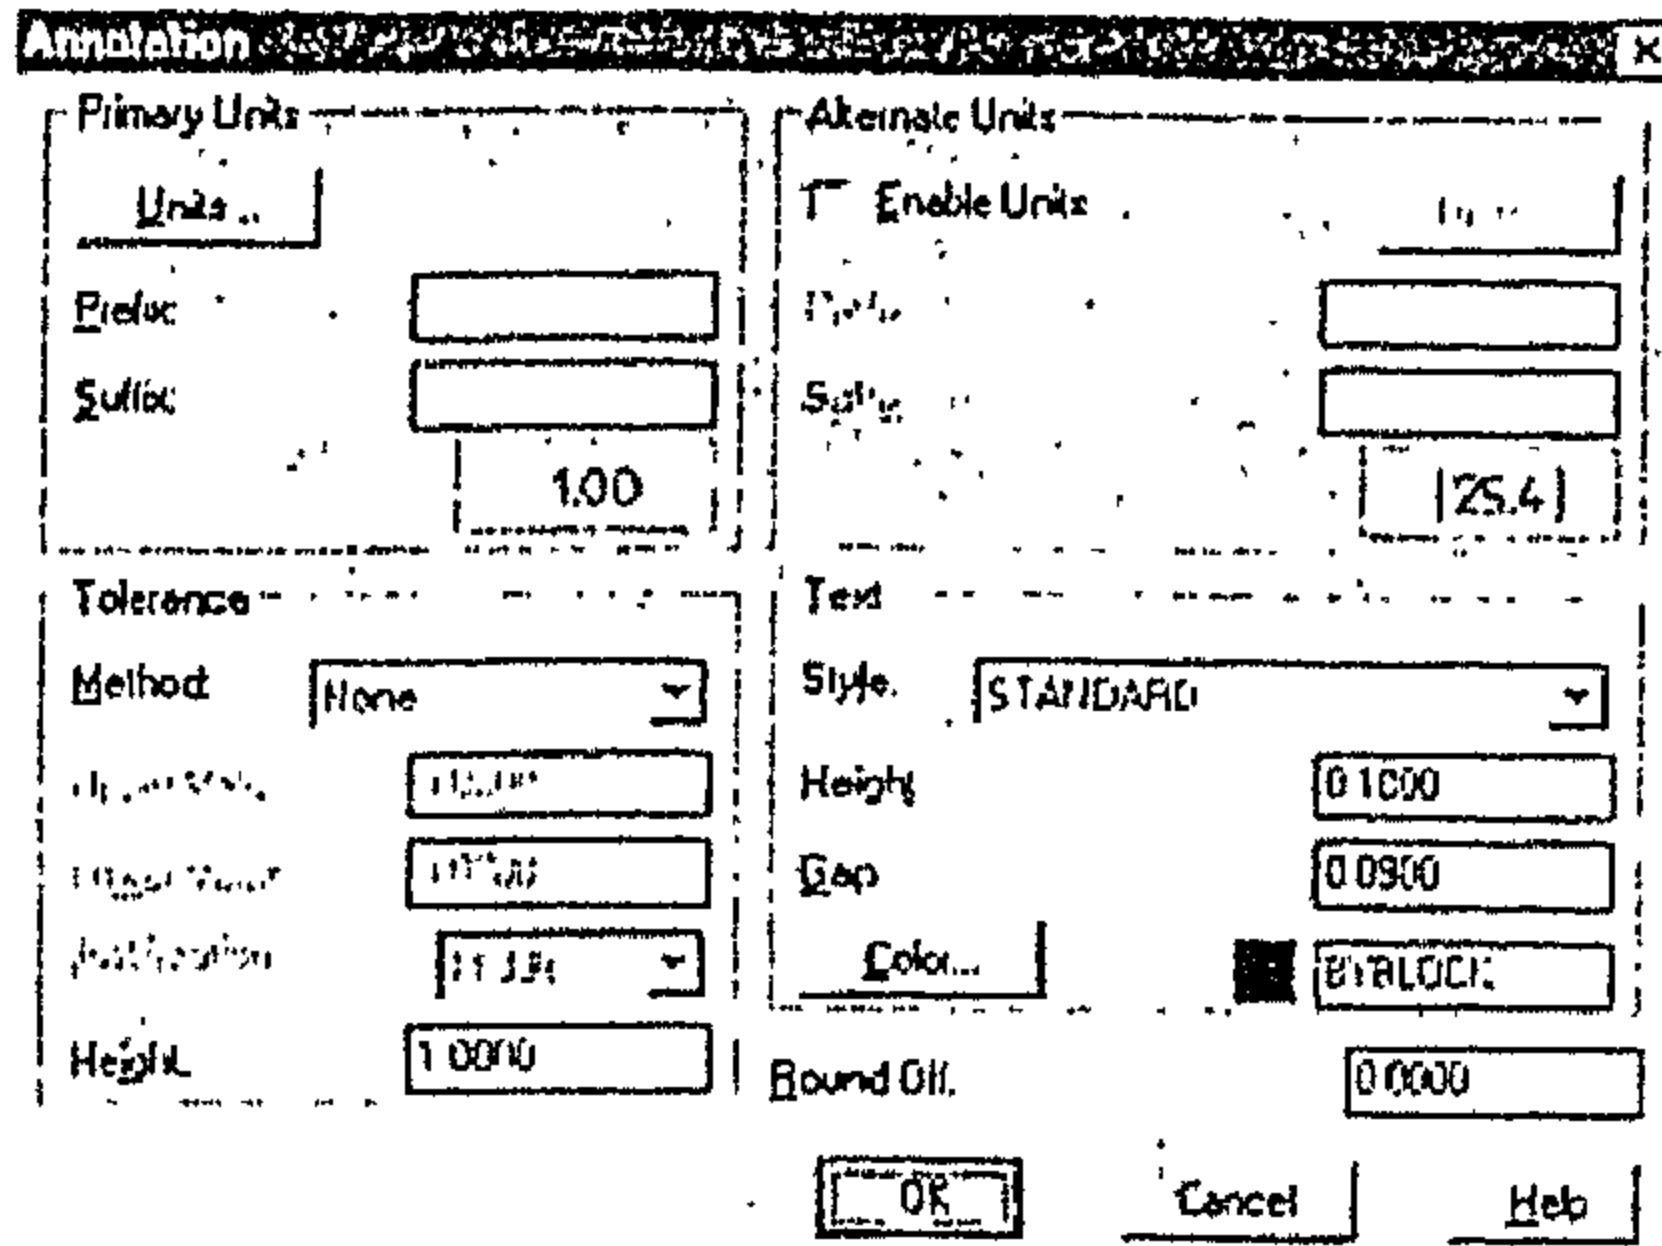 Annotation
Primary Units
Units...
Prefix:
Suffix:
1.00
Alternate Units
Enable Units
[25.4]
Tolerance
Method:
None
Justification
Height:
1.0000
Text
Style:
STANDARD
Height
0.1000
Gap
0.0900
Color...
BYBLOCK
Round Off:
0.0000
OK
Cancel
Help